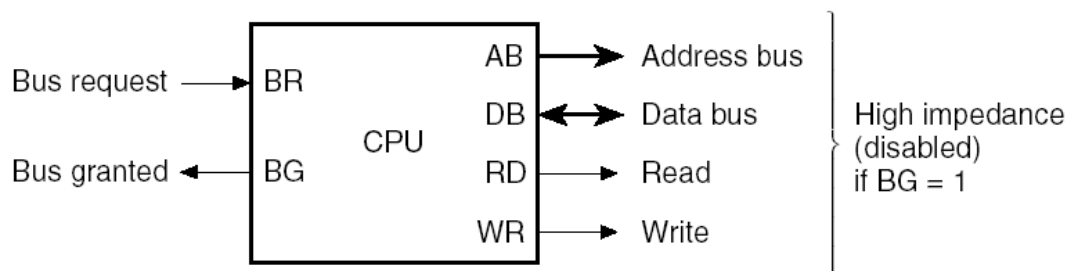 Bus request
BR
Bus granted
BG
CPU
AB
Address bus
DB
Data bus
RD
Read
WR
Write
High impedance
(disabled)
if BG = 1